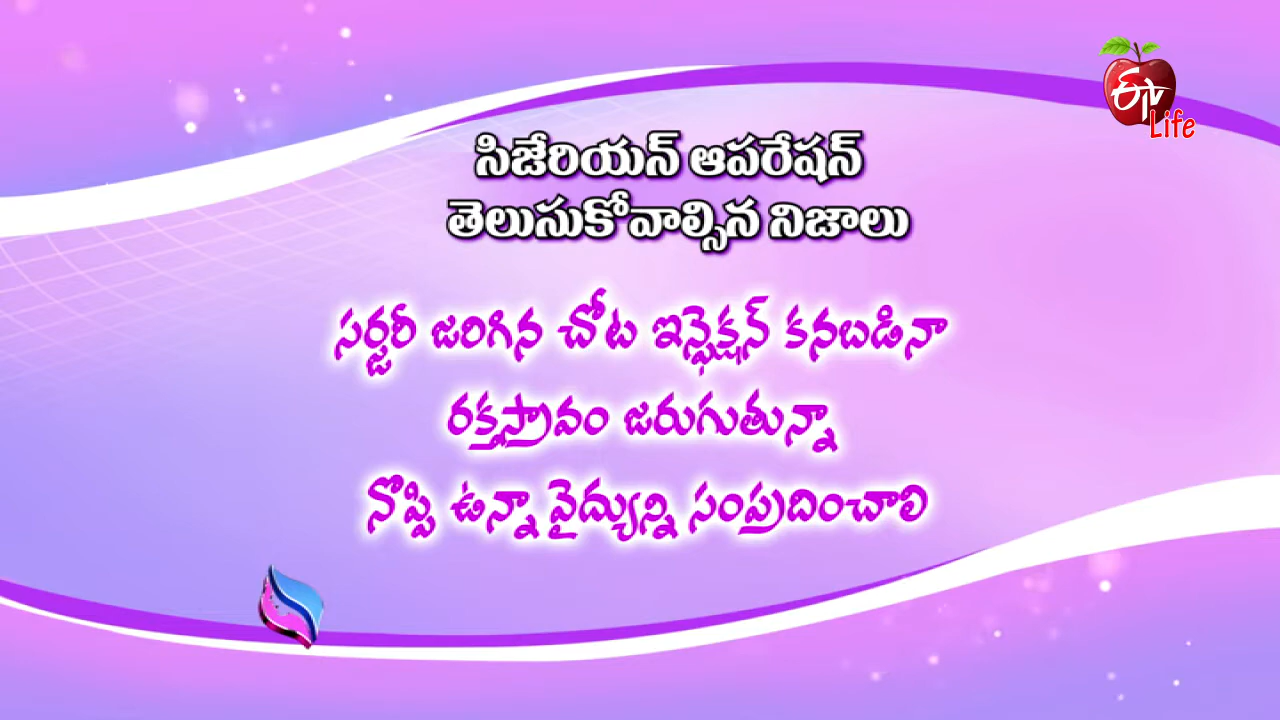 ETV
Life
సిజేరియన్ ఆపరేషన్
తెలుసుకోవాల్సిన నిజాలు
సర్జరీ జరిగిన చోట ఇన్ఫెక్షన్ కనబడినా
రక్తస్రావం జరుగుతున్నా
నొప్పి ఉన్నా వైద్యున్ని సంప్రదించాలి